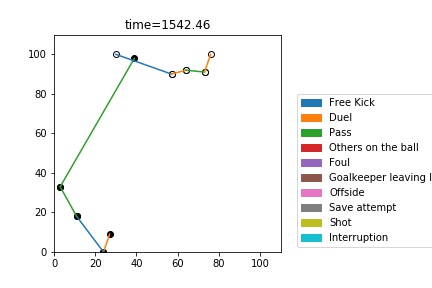 time=1542.46
100
80
60
40
20
0
0 20 40 60 80 100
Free Kick
Duel
Pass
Others on the ball
Foul
Goalkeeper leaving l
Offside
Save attempt
Shot
Interruption